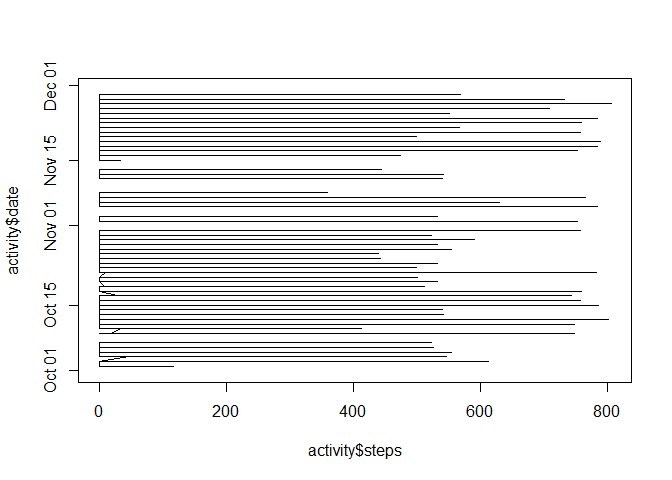 activity$date
Dec 01
Nov 15
Nov 01
Oct 15
Oct 01
0 200 400 600 800
activity$steps